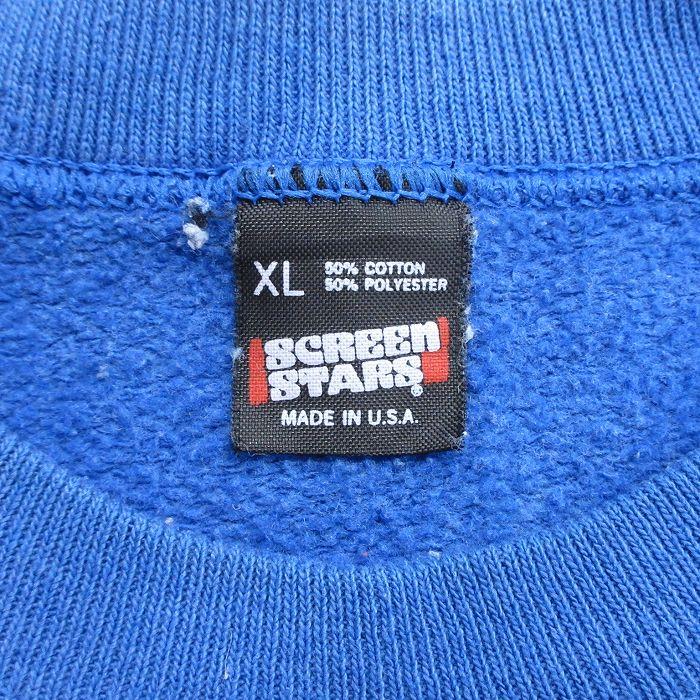 XL
50% COTTON
50% POLYESTER
SCREEN
STARS®
MADE IN U.S.A.